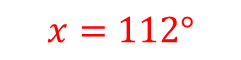 x = 112°